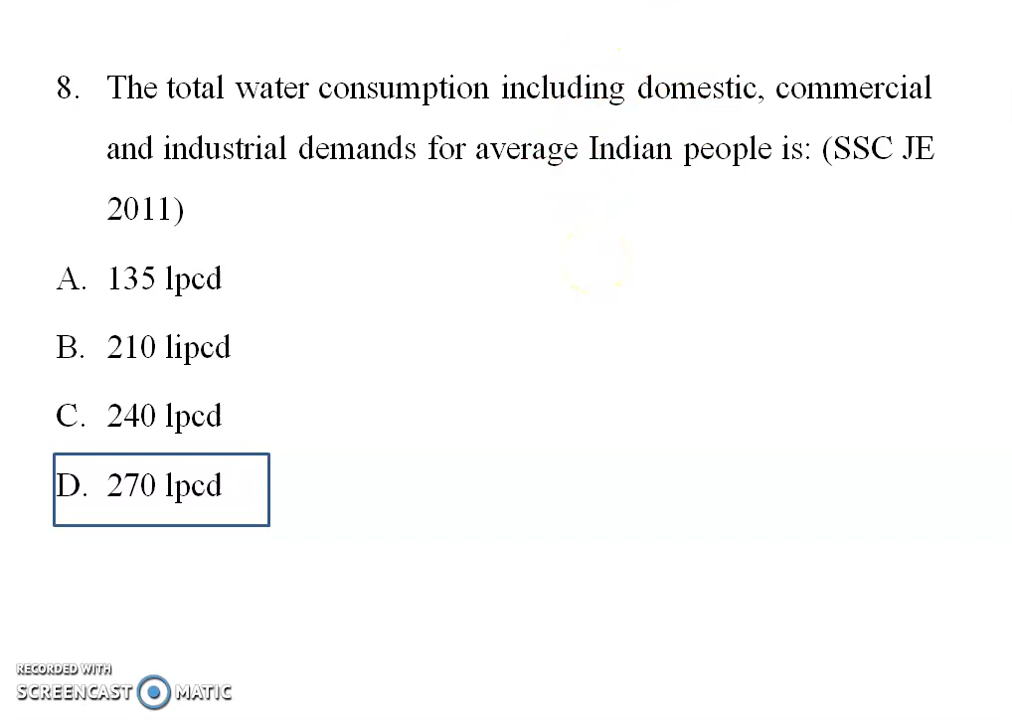 8. The total water consumption including domestic, commercial
and industrial demands for average Indian people is: (SSC JE
2011)
A. 135 lpcd
B. 210 lipcd
C. 240 lpcd
D. 270 lpcd
RECORDED WITH
SCREENCAST MATIC